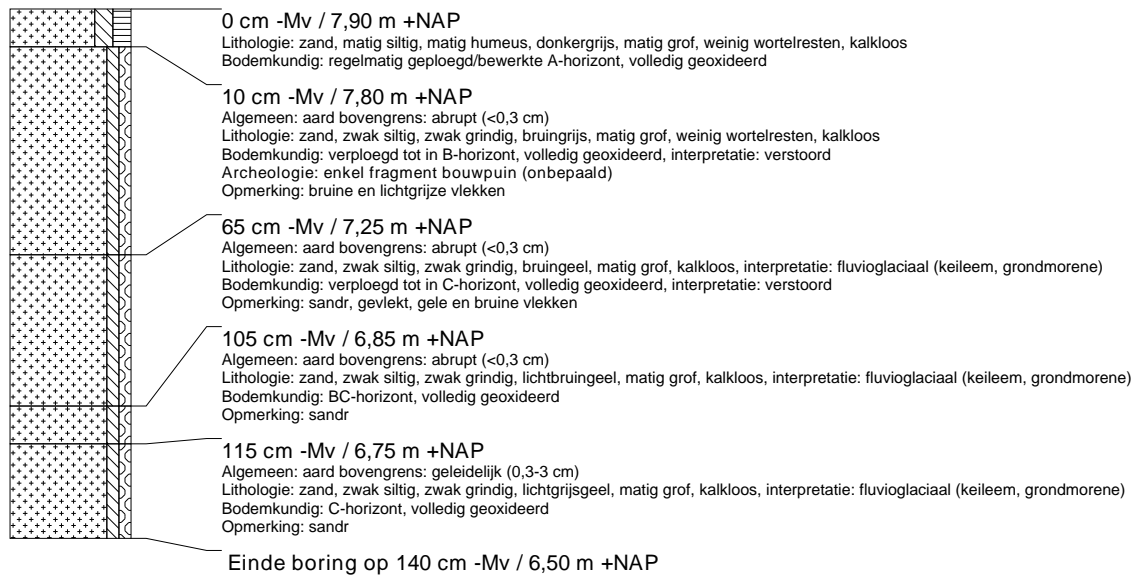 0 cm -Mv / 7,90 m +NAP
Lithologie: zand, matig siltig, matig humeus, donkergrijs, matig grof, weinig wortelresten, kalkloos
Bodemkundig: regelmatig geploegd/bewerkte A-horizont, volledig geoxideerd
10 cm -Mv / 7,80 m +NAP
Algemeen: aard bovengrens: abrupt (<0,3 cm)
Lithologie: zand, zwak siltig, zwak grindig, bruingrijs, matig grof, weinig wortelresten, kalkloos
Bodemkundig: verploegd tot in B-horizont, volledig geoxideerd, interpretatie: verstoord
Archeologie: enkel fragment bouwpuin (onbepaald)
Opmerking: bruine en lichtgrijze vlekken
65 cm -Mv / 7,25 m +NAP
Algemeen: aard bovengrens: abrupt (<0,3 cm)
Lithologie: zand, zwak siltig, zwak grindig, bruingeel, matig grof, kalkloos, interpretatie: fluvioglaciaal (keileem, grondmorene)
Bodemkundig: verploegd tot in C-horizont, volledig geoxideerd, interpretatie: verstoord
Opmerking: sandr, gevlekt, gele en bruine vlekken
105 cm -Mv / 6,85 m +NAP
Algemeen: aard bovengrens: abrupt (<0,3 cm)
Lithologie: zand, zwak siltig, zwak grindig, lichtbruingeel, matig grof, kalkloos, interpretatie: fluvioglaciaal (keileem, grondmorene)
Bodemkundig: BC-horizont, volledig geoxideerd
Opmerking: sandr
115 cm -Mv / 6,75 m +NAP
Algemeen: aard bovengrens: geleidelijk (0,3-3 cm)
Lithologie: zand, zwak siltig, zwak grindig, lichtgrijsgeel, matig grof, kalkloos, interpretatie: fluvioglaciaal (keileem, grondmorene)
Bodemkundig: C-horizont, volledig geoxideerd
Opmerking: sandr
Einde boring op 140 cm -Mv / 6,50 m +NAP